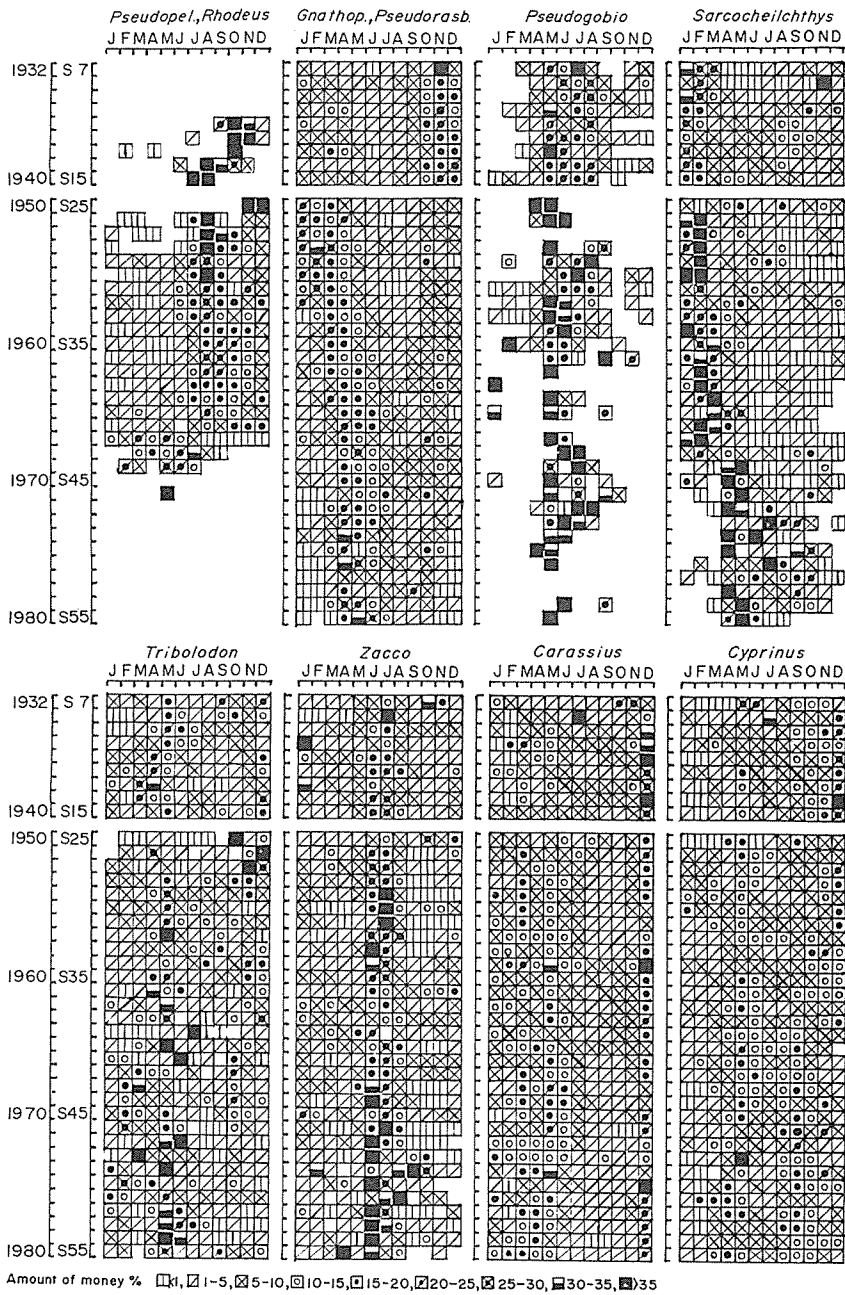 Pseudopel., Rhodeus
J F M A M J J A S O N D
Gnathop., Pseudorasb.
J F M A M J J A S O N D
Pseudogobio
J F M A M J J A S O N D
Sarcocheilchthys
J F M A M J J A S O N D
1932 S 7
1940 S15
1950 S25
1960 S35
1970 S45
1980 S55
Tribolodon
J F M A M J J A S O N D
Zacco
J F M A M J J A S O N D
Carassius
J F M A M J J A S O N D
Cyprinus
J F M A M J J A S O N D
1932 S 7
1940 S15
1950 S25
1960 S35
1970 S45
1980 S55
Amount of money % <1, 1-5, 5-10, 10-15, 15-20, 20-25, 25-30, 30-35, >35